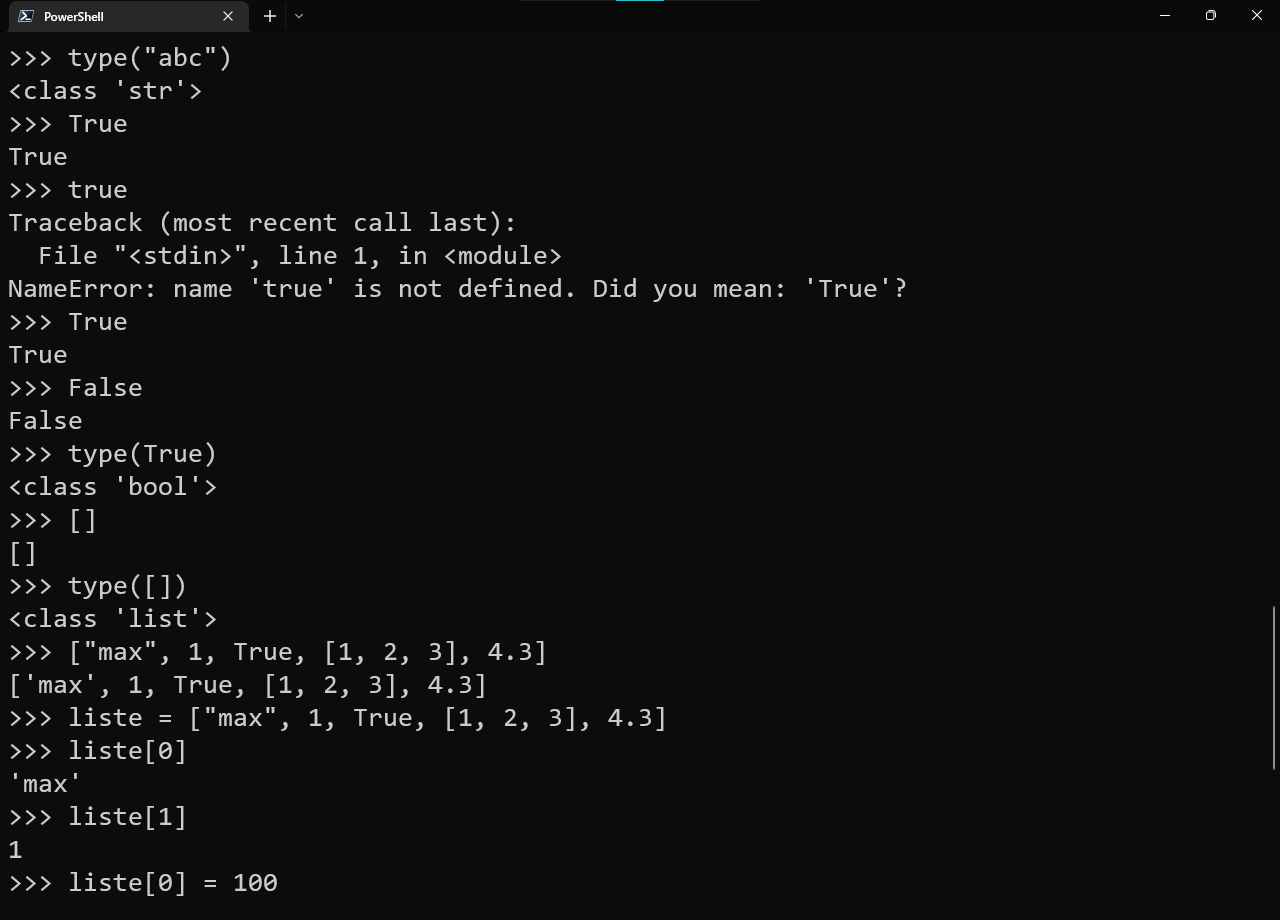 PowerShell
>>> type("abc")
<class 'str'>
>>> True
True
>>> true
Traceback (most recent call last):
  File "<stdin>", line 1, in <module>
NameError: name 'true' is not defined. Did you mean: 'True'?
>>> True
True
>>> False
False
>>> type(True)
<class 'bool'>
>>> []
[]
>>> type([])
<class 'list'>
>>> ["max", 1, True, [1, 2, 3], 4.3]
['max', 1, True, [1, 2, 3], 4.3]
>>> liste = ["max", 1, True, [1, 2, 3], 4.3]
>>> liste[0]
'max'
>>> liste[1]
1
>>> liste[0] = 100